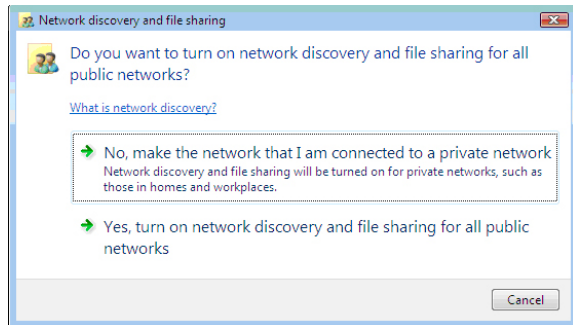 Network discovery and file sharing
Do you want to turn on network discovery and file sharing for all
public networks?
What is network discovery?
No, make the network that I am connected to a private network
Network discovery and file sharing will be turned on for private networks, such as
those in homes and workplaces.
Yes, turn on network discovery and file sharing for all public
networks
Cancel